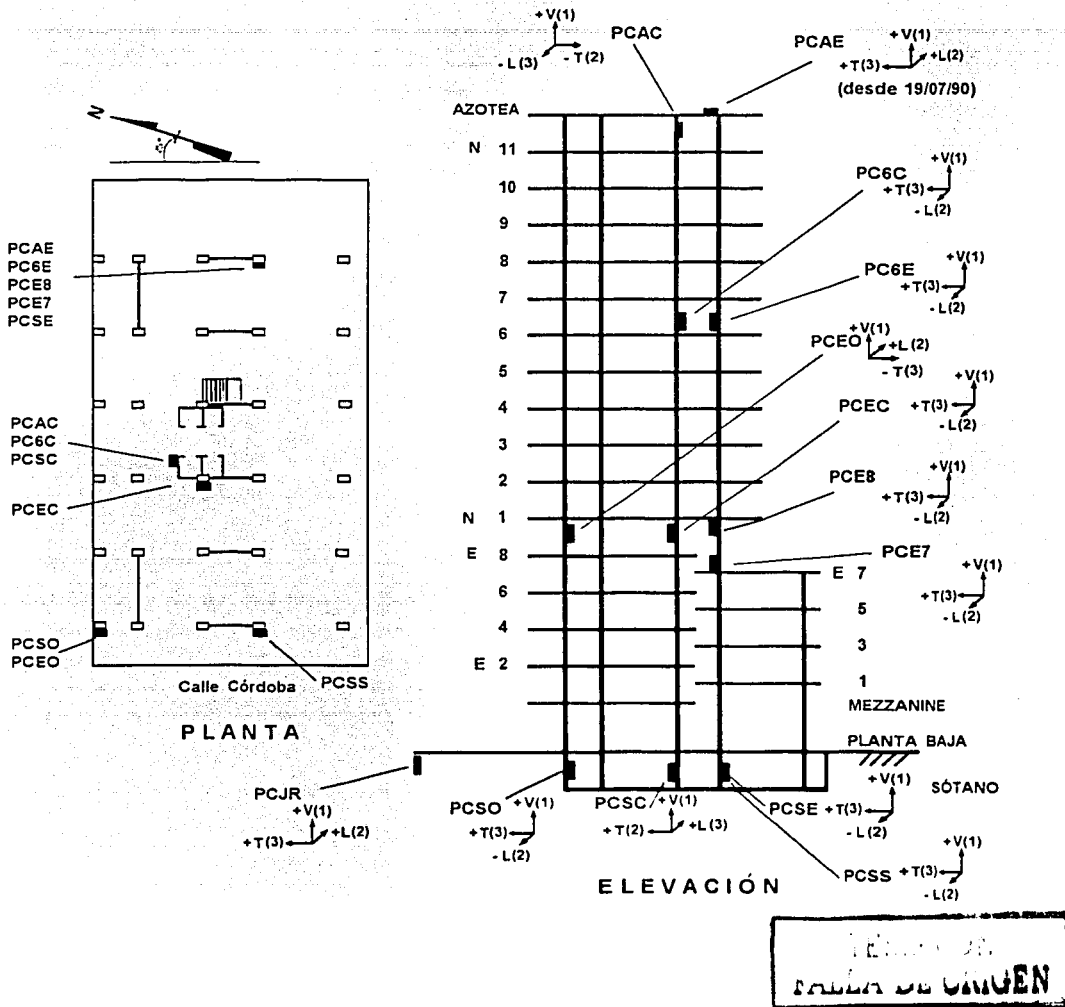 +V(1)
PCAC
- L(3)
- T(2)
PCAE
+V(1)
+T(3)
+L(2)
(desde 19/07/90)
AZOTEA
N 11
10
9
8
7
6
5
4
3
2
N 1
E 8
6
4
E 2
PC6C
+V(1)
+T(3)
- L(2)
PC6E
+V(1)
+T(3)
- L(2)
PCEO
+V(1)
+L(2)
- T(3)
PCEC
+V(1)
+T(3)
- L(2)
PCE8
+V(1)
+T(3)
- L(2)
PCE7
+V(1)
+T(3)
- L(2)
E 7
5
3
1
MEZZANINE
PLANTA BAJA
SÓTANO
N
PCAE
PC6E
PCE8
PCE7
PCSE
PCAC
PC6C
PCSC
PCEC
PCSO
PCEO
PCSS
Calle Córdoba
PLANTA
PCJR
+V(1)
+T(3)
+L(2)
PCSO
+V(1)
+T(3)
- L(2)
PCSC
+V(1)
+T(2)
+L(3)
PCSE
+V(1)
+T(3)
- L(2)
PCSS
+V(1)
+T(3)
- L(2)
ELEVACIÓN
FALLA DE ORIGEN